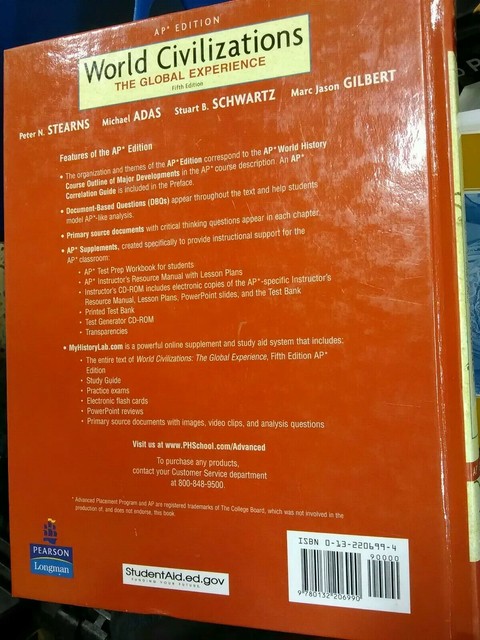 AP* EDITION
World Civilizations
THE GLOBAL EXPERIENCE
Fifth Edition
Peter N. STEARNS Michael ADAS Stuart B. SCHWARTZ Marc Jason GILBERT
Features of the AP* Edition
• The organization and themes of the AP* Edition correspond to the AP* World History
Course Outline of Major Developments in the AP* course description. An AP*
Correlation Guide is included in the Preface.
• Document-Based Questions (DBQs) appear throughout the text and help students
model AP*-like analysis.
• Primary source documents with critical thinking questions appear in each chapter.
• AP* Supplements, created specifically to provide instructional support for the
AP* classroom:
• AP* Test Prep Workbook for students
• AP* Instructor's Resource Manual with Lesson Plans
• Instructor's CD-ROM includes electronic copies of the AP*-specific Instructor's
Resource Manual, Lesson Plans, PowerPoint slides, and the Test Bank
• Printed Test Bank
• Test Generator CD-ROM
• Transparencies
• MyHistoryLab.com is a powerful online supplement and study aid system that includes:
• The entire text of World Civilizations: The Global Experience, Fifth Edition AP*
Edition
• Study Guide
• Practice exams
• Electronic flash cards
• PowerPoint reviews
• Primary source documents with images, video clips, and analysis questions
Visit us at www.PHSchool.com/Advanced
To purchase any products,
contact your Customer Service department
at 800-848-9500.
* Advanced Placement Program and AP are registered trademarks of The College Board, which was not involved in the
production of, and does not endorse, this book.
PEARSON
Longman
StudentAid.ed.gov
FUNDING YOUR FUTURE.
ISBN 0-13-220699-4
90000
9 780132 206990